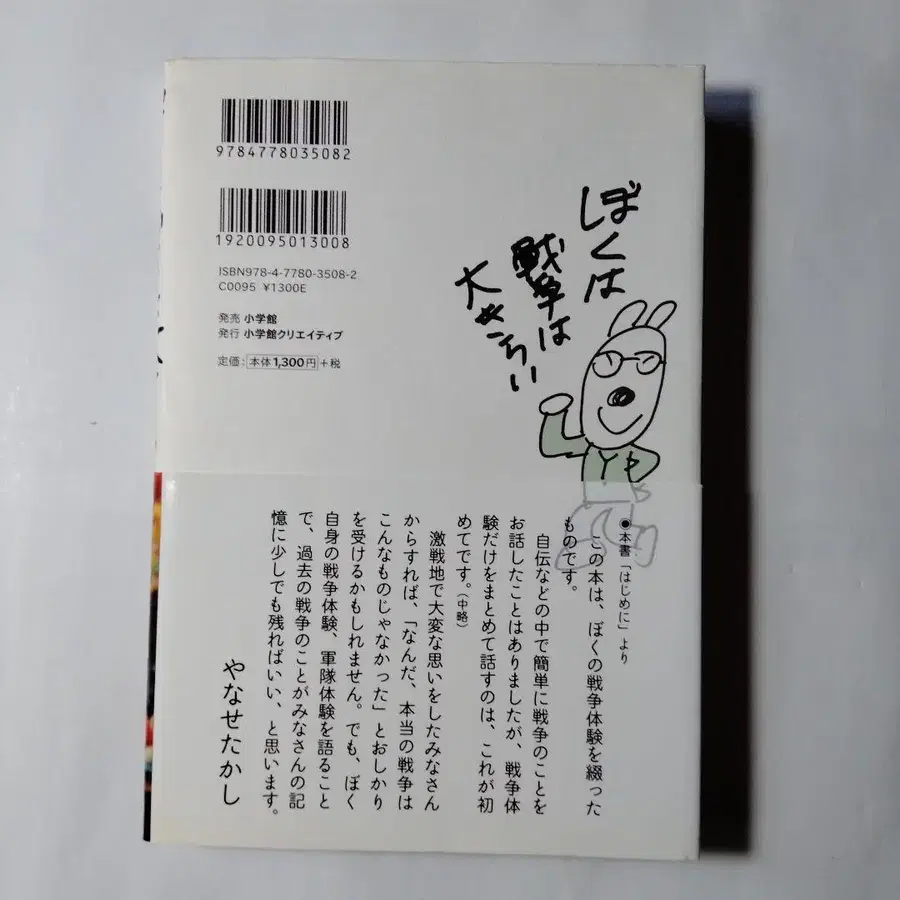 9784778035082
1920095013008
ISBN978-4-7780-3508-2
C0095 ¥1300E
発売 小学館
発行 小学館クリエイティブ
定価：本体1,300円+税
ぼくは
戦争は
大きらい
●本書「はじめに」より
この本は、ぼくの戦争体験を綴った
ものです。
自伝などの中で簡単に戦争のことを
お話したことはありましたが、戦争体
験だけをまとめて話すのは、これが初
めてです。（中略）
激戦地で大変な思いをしたみなさん
からすれば、「なんだ、本当の戦争は
こんなものじゃなかった」とおしかり
を受けるかもしれません。でも、ぼく
自身の戦争体験、軍隊体験を語ること
で、過去の戦争のことがみなさんの記
憶に少しでも残ればいい、と思います。
やなせたかし